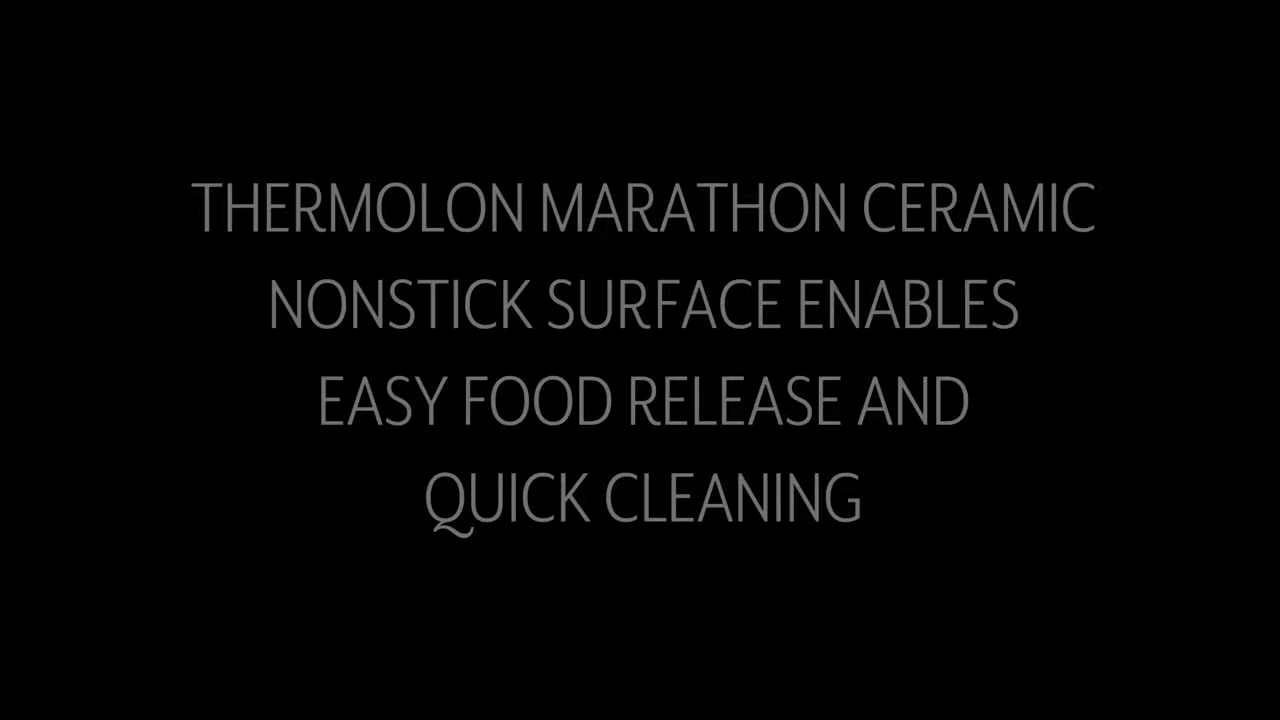 THERMOLON MARATHON CERAMIC
NONSTICK SURFACE ENABLES
EASY FOOD RELEASE AND
QUICK CLEANING